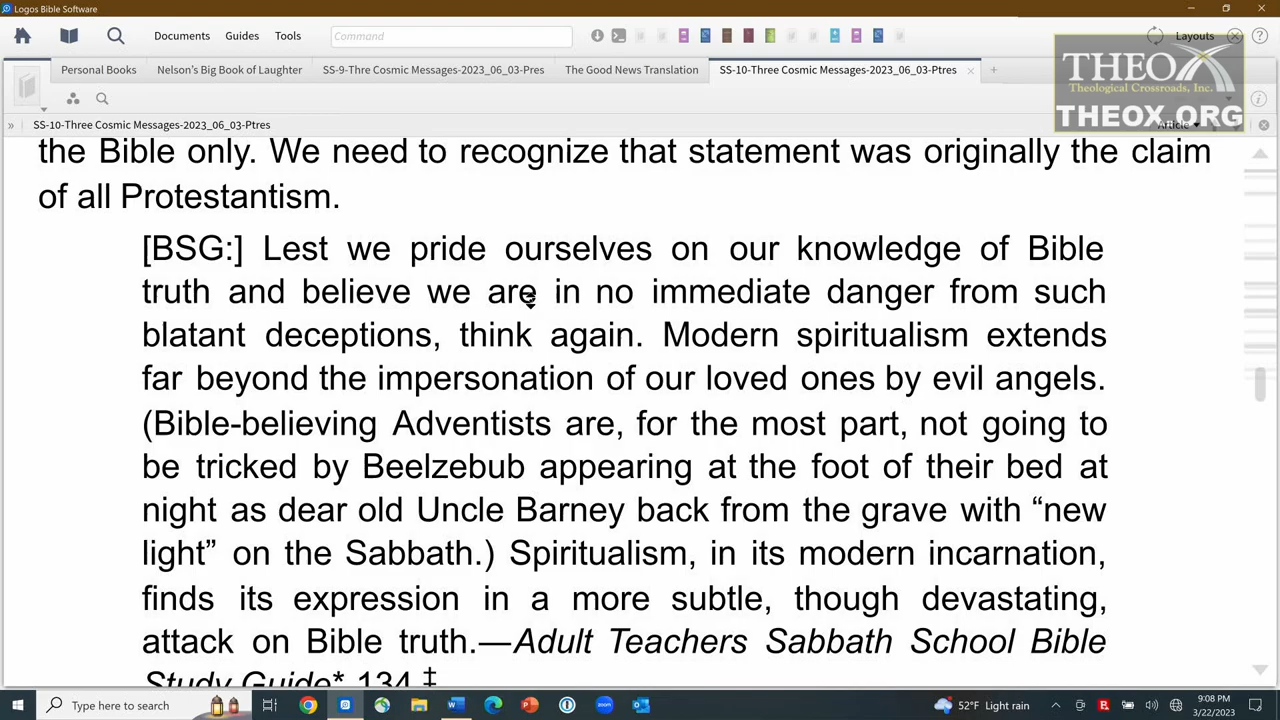 Logos Bible Software
Documents Guides Tools Command Layouts
THEOX
Theological Crossroads, Inc.
THEOX.ORG
Personal Books Nelson's Big Book of Laughter SS-9-Thre Cosmic Messages-2023_06_03-Pres The Good News Translation SS-10-Three Cosmic Messages-2023_06_03-Ptres
SS-10-Three Cosmic Messages-2023_06_03-Ptres Article
the Bible only. We need to recognize that statement was originally the claim
of all Protestantism.
[BSG:] Lest we pride ourselves on our knowledge of Bible
truth and believe we are in no immediate danger from such
blatant deceptions, think again. Modern spiritualism extends
far beyond the impersonation of our loved ones by evil angels.
(Bible-believing Adventists are, for the most part, not going to
be tricked by Beelzebub appearing at the foot of their bed at
night as dear old Uncle Barney back from the grave with “new
light” on the Sabbath.) Spiritualism, in its modern incarnation,
finds its expression in a more subtle, though devastating,
attack on Bible truth.—Adult Teachers Sabbath School Bible
Study Guide* 134.‡
Type here to search 52°F Light rain 9:08 PM
3/22/2023